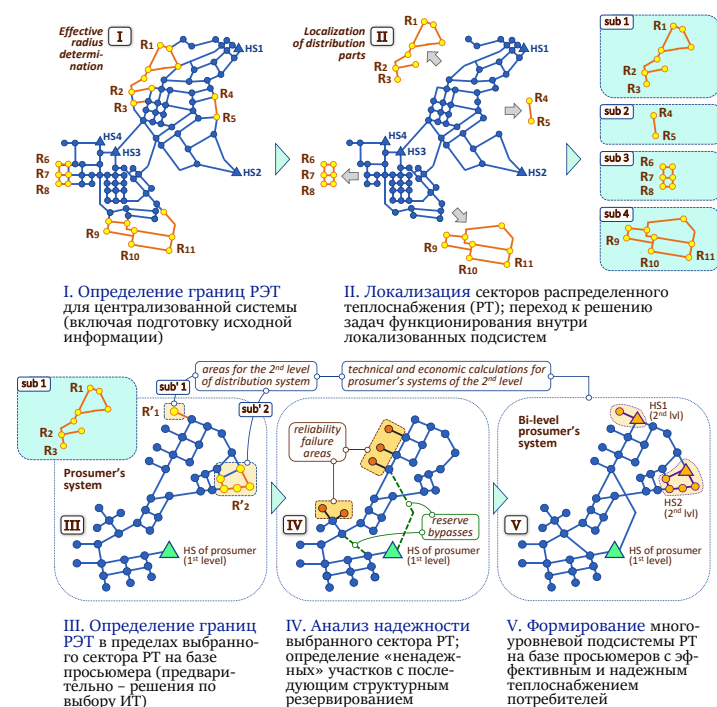 Effective
radius
determi-
nation
I
R1
HS1
R2
R3
R4
R5
HS4
HS3
R6
R7
R8
HS2
R9
R10
R11
Localization
of distribution
parts
II
R1
HS1
R2
R3
R4
R5
HS4
HS3
R6
R7
R8
HS2
R9
R10
R11
sub 1
R1
R2
R3
sub 2
R4
R5
sub 3
R6
R7
R8
sub 4
R9
R10
R11
I. Определение границ РЭТ
для централизованной системы
(включая подготовку исходной
информации)
II. Локализация секторов распределенного
теплоснабжения (РТ); переход к решению
задач функционирования внутри
локализованных подсистем
areas for the 2nd level
of distribution system
technical and economic calculations for
prosumer's systems of the 2nd level
sub 1
R1
R2
R3
sub' 1
sub' 2
R'1
Prosumer's
system
R'2
III
HS of prosumer
(1st level)
reliability
failure
areas
IV
reserve
bypasses
HS of prosumer
(1st level)
Bi-level
prosumer's
system
HS1
(2nd lvl)
HS2
(2nd lvl)
V
HS of prosumer
(1st level)
III. Определение границ
РЭТ в пределах выбранно-
го сектора РТ на базе
просьюмера (предвари-
тельно – решения по
выбору ИТ)
IV. Анализ надежности
выбранного сектора РТ;
определение «ненадеж-
ных» участков с после-
дующим структурным
резервированием
V. Формирование много-
уровневой подсистемы РТ
на базе просьюмеров с эф-
фективным и надежным
теплоснабжением
потребителей